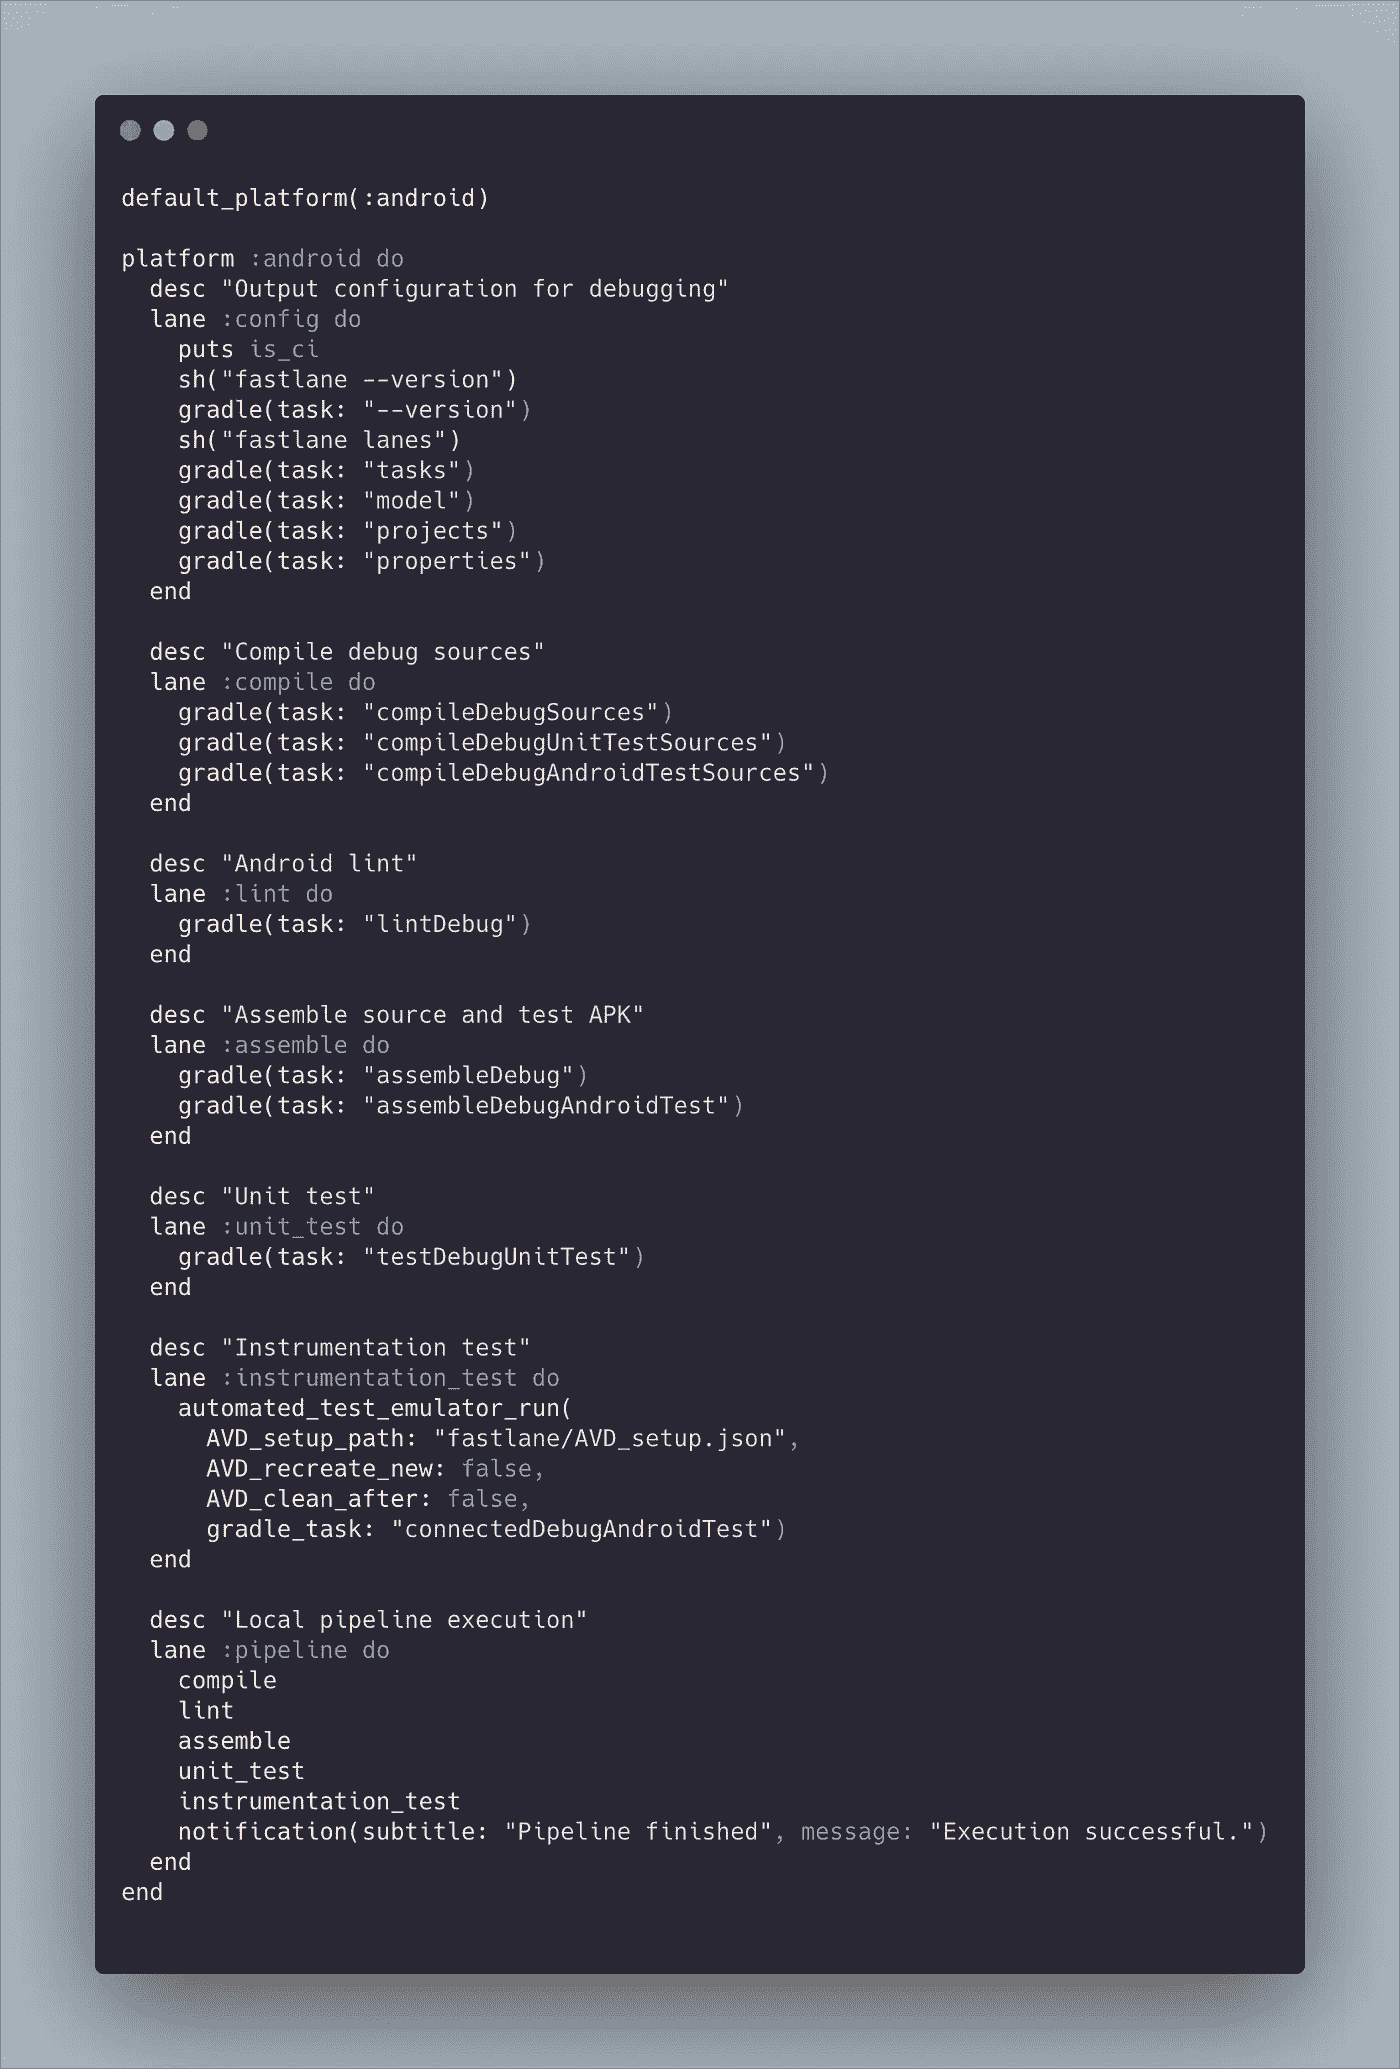 default_platform(:android)
platform :android do
desc "Output configuration for debugging"
lane :config do
puts is_ci
sh("fastlane --version")
gradle(task: "--version")
sh("fastlane lanes")
gradle(task: "tasks")
gradle(task: "model")
gradle(task: "projects")
gradle(task: "properties")
end
desc "Compile debug sources"
lane :compile do
gradle(task: "compileDebugSources")
gradle(task: "compileDebugUnitTestSources")
gradle(task: "compileDebugAndroidTestSources")
end
desc "Android lint"
lane :lint do
gradle(task: "lintDebug")
end
desc "Assemble source and test APK"
lane :assemble do
gradle(task: "assembleDebug")
gradle(task: "assembleDebugAndroidTest")
end
desc "Unit test"
lane :unit_test do
gradle(task: "testDebugUnitTest")
end
desc "Instrumentation test"
lane :instrumentation_test do
automated_test_emulator_run(
AVD_setup_path: "fastlane/AVD_setup.json",
AVD_recreate_new: false,
AVD_clean_after: false,
gradle_task: "connectedDebugAndroidTest")
end
desc "Local pipeline execution"
lane :pipeline do
compile
lint
assemble
unit_test
instrumentation_test
notification(subtitle: "Pipeline finished", message: "Execution successful.")
end
end